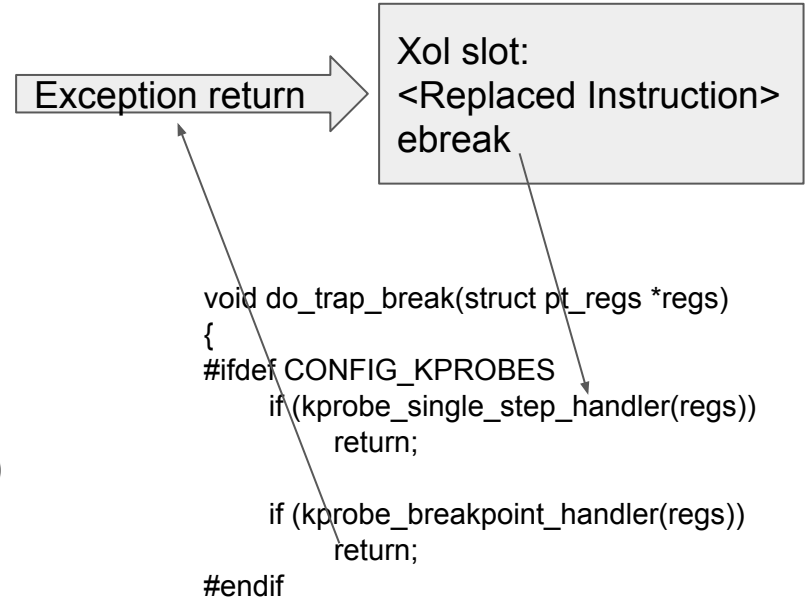 Exception return
Xol slot:
<Replaced Instruction>
ebreak
void do_trap_break(struct pt_regs *regs)
{
#ifdef CONFIG_KPROBES
if (kprobe_single_step_handler(regs))
return;
)
if (kprobe_breakpoint_handler(regs))
return;
#endif